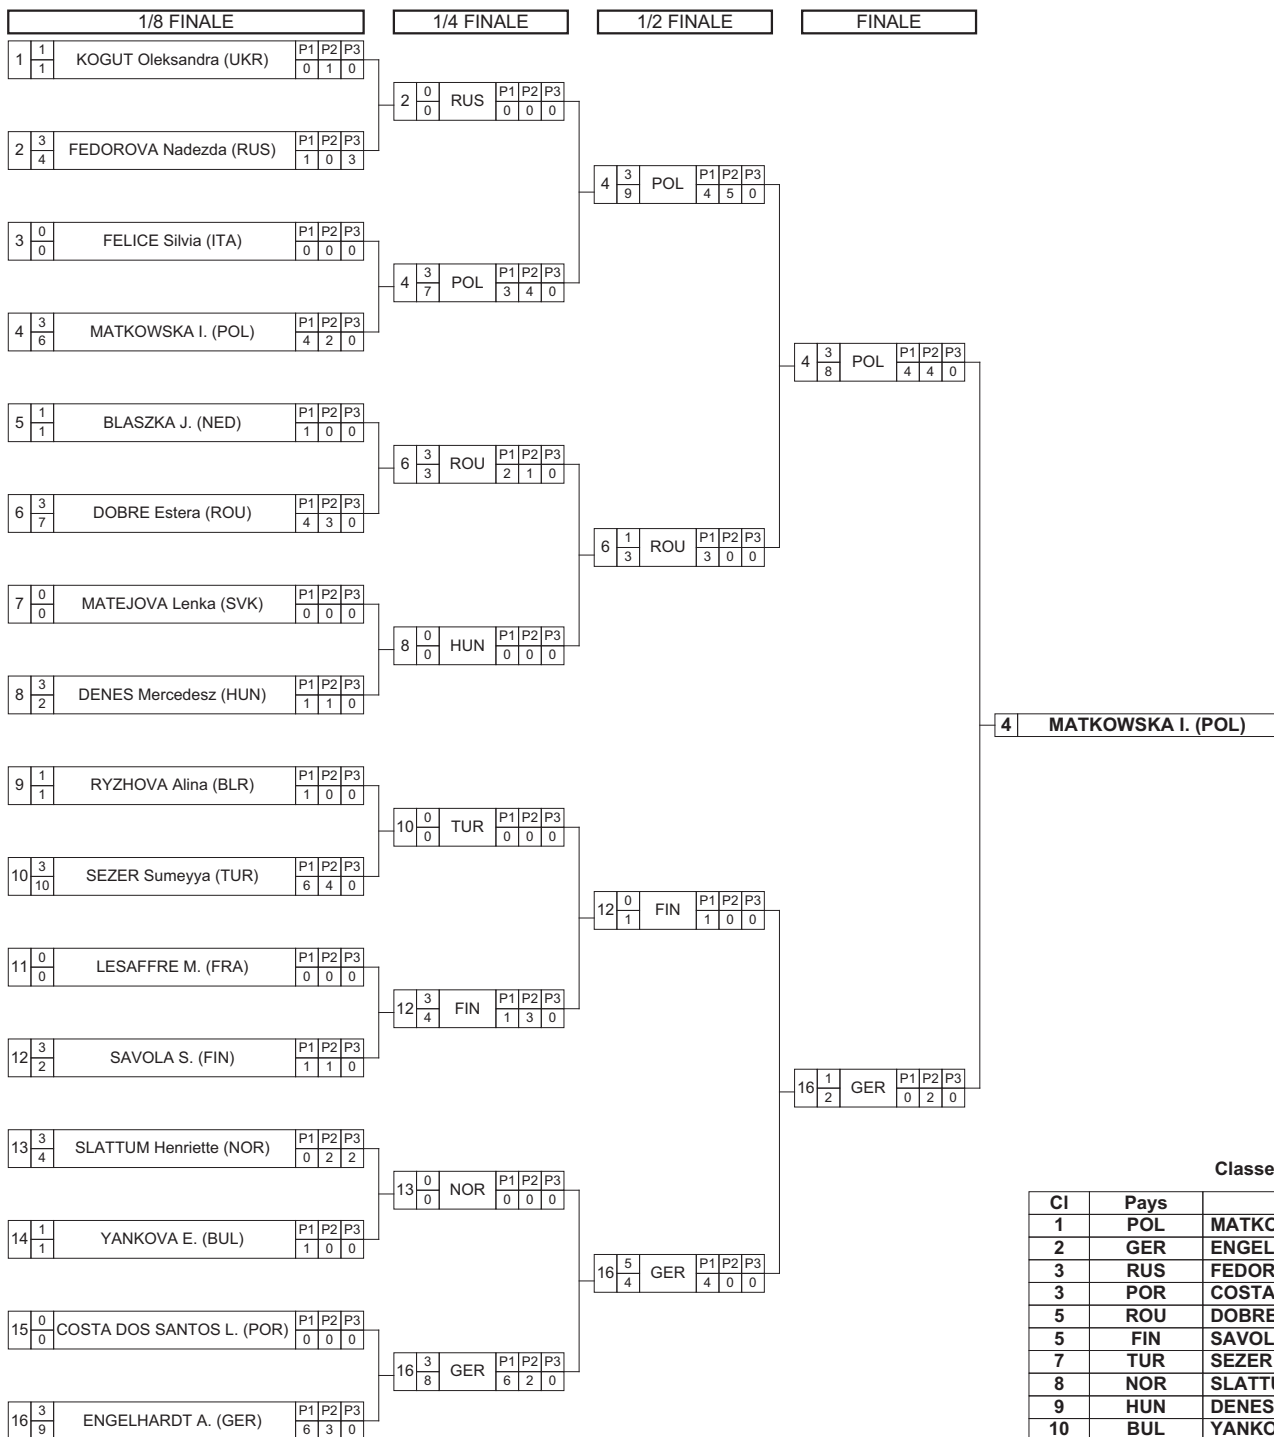 1/8 FINALE 1/4 FINALE 1/2 FINALE FINALE
1 1 1 KOGUT Oleksandra (UKR) P1 P2 P3 0 1 0
2 0 0 RUS P1 P2 P3 0 0 0
2 3 4 FEDOROVA Nadezda (RUS) P1 P2 P3 1 0 3
4 3 9 POL P1 P2 P3 4 5 0
3 0 0 FELICE Silvia (ITA) P1 P2 P3 0 0 0
4 3 7 POL P1 P2 P3 3 4 0
4 3 6 MATKOWSKA I. (POL) P1 P2 P3 4 2 0
4 3 8 POL P1 P2 P3 4 4 0
5 1 1 BLASZKA J. (NED) P1 P2 P3 1 0 0
6 3 3 ROU P1 P2 P3 2 1 0
6 3 7 DOBRE Estera (ROU) P1 P2 P3 4 3 0
6 1 3 ROU P1 P2 P3 3 0 0
7 0 0 MATEJOVA Lenka (SVK) P1 P2 P3 0 0 0
8 0 0 HUN P1 P2 P3 0 0 0
8 3 2 DENES Mercedesz (HUN) P1 P2 P3 1 1 0
4 MATKOWSKA I. (POL)
9 1 1 RYZHOVA Alina (BLR) P1 P2 P3 1 0 0
10 0 0 TUR P1 P2 P3 0 0 0
10 3 10 SEZER Sumeyya (TUR) P1 P2 P3 6 4 0
12 0 1 FIN P1 P2 P3 1 0 0
11 0 0 LESAFFRE M. (FRA) P1 P2 P3 0 0 0
12 3 4 FIN P1 P2 P3 1 3 0
12 3 2 SAVOLA S. (FIN) P1 P2 P3 1 1 0
16 1 2 GER P1 P2 P3 0 2 0
13 3 4 SLATTUM Henriette (NOR) P1 P2 P3 0 2 2
13 0 0 NOR P1 P2 P3 0 0 0
14 1 1 YANKOVA E. (BUL) P1 P2 P3 1 0 0
16 5 4 GER P1 P2 P3 4 0 0
15 0 0 COSTA DOS SANTOS L. (POR) P1 P2 P3 0 0 0
16 3 8 GER P1 P2 P3 6 2 0
16 3 9 ENGELHARDT A. (GER) P1 P2 P3 6 3 0
Classe
Cl Pays
1 POL MATKO
2 GER ENGEL
3 RUS FEDOR
3 POR COSTA
5 ROU DOBRE
5 FIN SAVOL
7 TUR SEZER
8 NOR SLATTU
9 HUN DENES
10 BUL YANKO